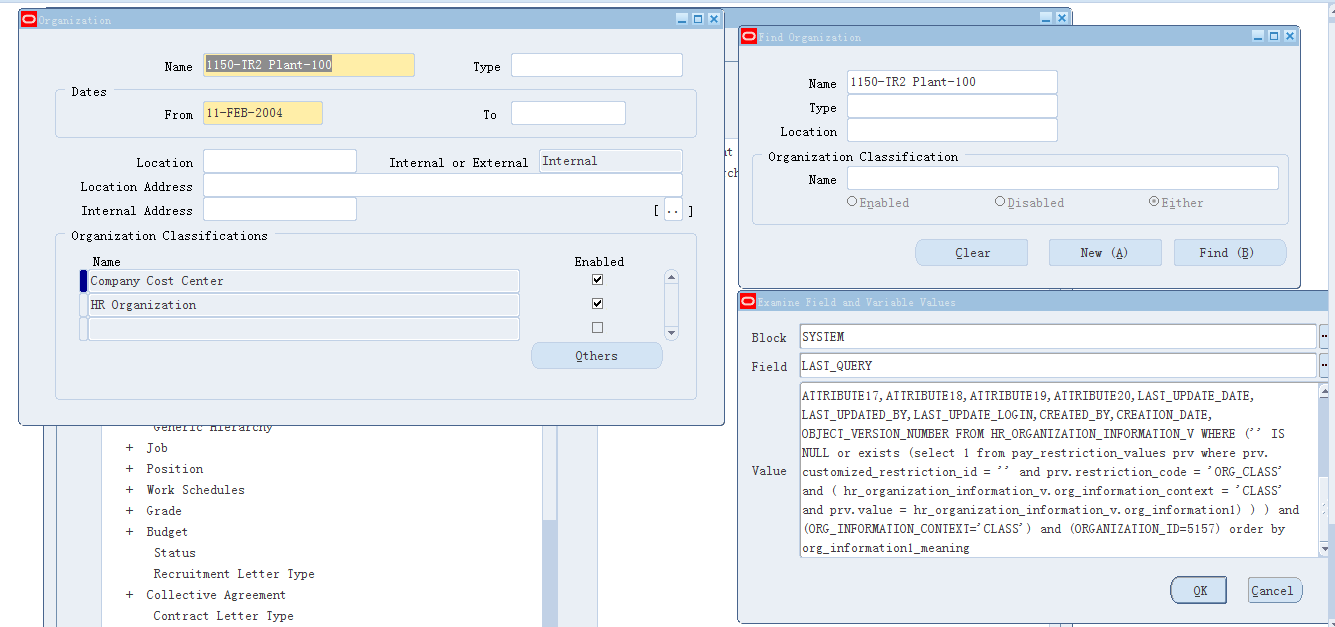 Organization
Name 1150-TR2 Plant-100 Type
Dates
From 11-FEB-2004 To
Location Internal or External Internal
Location Address
Internal Address [ .. ]
Organization Classifications
Name Enabled
Company Cost Center
HR Organization
Others
Generic Hierarchy
+ Job
+ Position
+ Work Schedules
+ Grade
+ Budget
Status
Recruitment Letter Type
+ Collective Agreement
Contract Letter Type
Find Organization
Name 1150-TR2 Plant-100
Type
Location
Organization Classification
Name
Enabled Disabled Either
Clear New (A) Find (B)
Examine Field and Variable Values
Block SYSTEM
Field LAST_QUERY
Value
ATTRIBUTE17,ATTRIBUTE18,ATTRIBUTE19,ATTRIBUTE20,LAST_UPDATE_DATE,
LAST_UPDATED_BY,LAST_UPDATE_LOGIN,CREATED_BY,CREATION_DATE,
OBJECT_VERSION_NUMBER FROM HR_ORGANIZATION_INFORMATION_V WHERE ('' IS
NULL or exists (select 1 from pay_restriction_values prv where prv.
customized_restriction_id = '' and prv.restriction_code = 'ORG_CLASS'
and ( hr_organization_information_v.org_information_context = 'CLASS'
and prv.value = hr_organization_information_v.org_information1) ) ) and
(ORG_INFORMATION_CONTEXT='CLASS') and (ORGANIZATION_ID=5157) order by
org_information1_meaning
OK Cancel